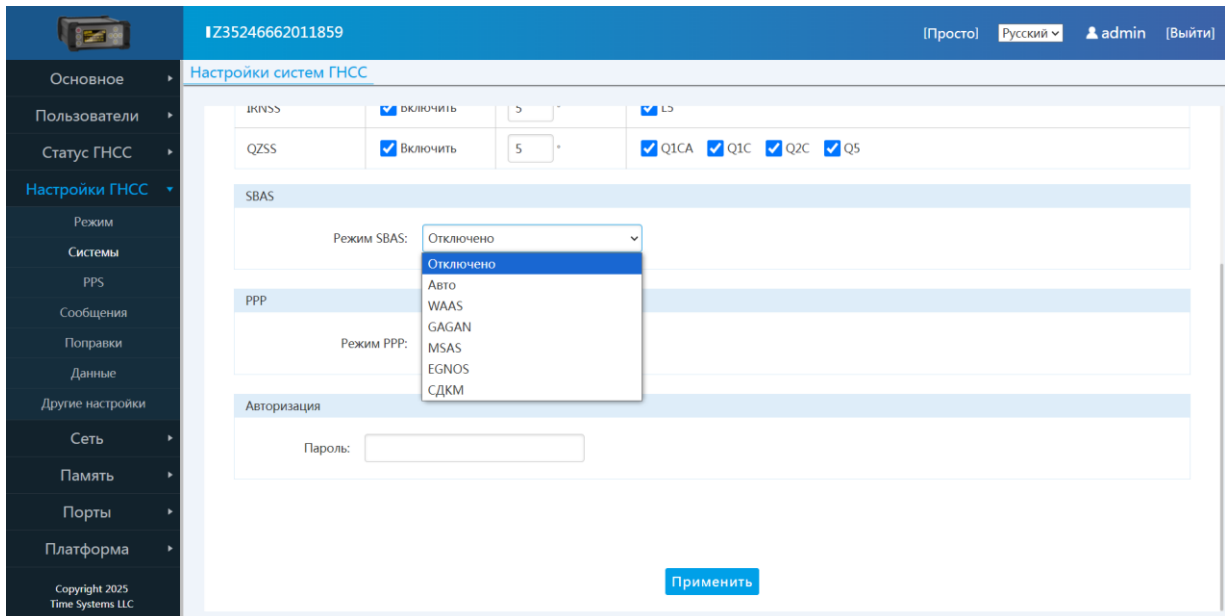 IZ35246662011859
[Просто] Русский admin [Выйти]
Настройки систем ГНСС
Основное
Пользователи
Статус ГНСС
Настройки ГНСС
Режим
Системы
PPS
Сообщения
Поправки
Данные
Другие настройки
Сеть
Память
Порты
Платформа
Copyright 2025
Time Systems LLC
IRNSS Включить 5 ° L5
QZSS Включить 5 ° Q1CA Q1C Q2C Q5
SBAS
Режим SBAS: Отключено
Отключено
Авто
WAAS
GAGAN
MSAS
EGNOS
СДКМ
PPP
Режим PPP:
Авторизация
Пароль:
Применить